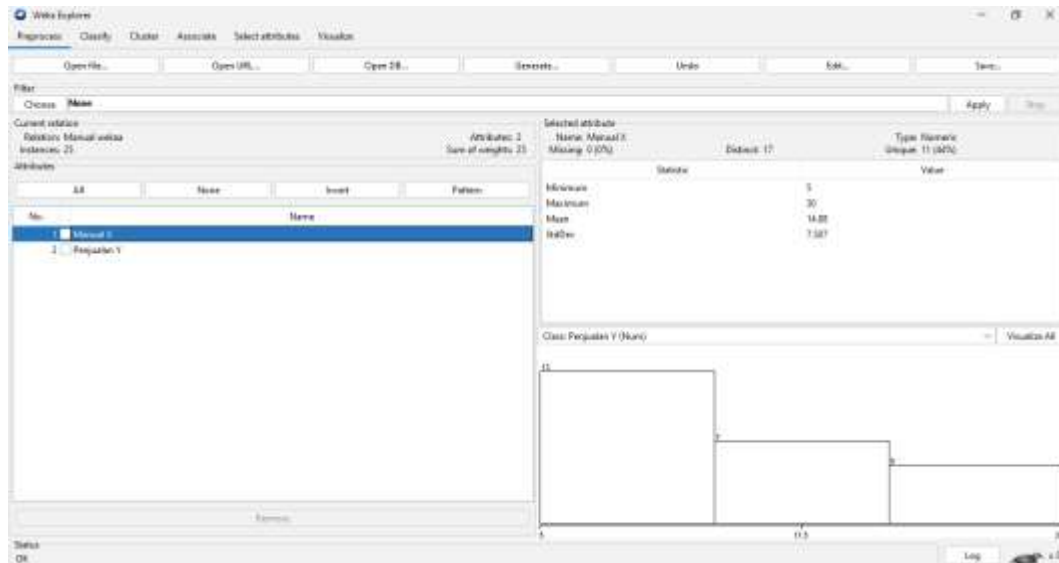 Weka Explorer
Preprocess Classify Cluster Associate Select attributes Visualize
Open file... Open URL... Open DB... Generate... Undo Edit... Save...
Filter
Choose None Apply Stop
Current relation
Relation: Manual wekaa
Instances: 25
Attributes: 2
Sum of weights: 25
Attributes
All None Invert Pattern
No. Name
1 Manual X
2 Penjualan Y
Remove
Selected attribute
Name: Manual X Type: Numeric
Missing: 0 (0%) Distinct: 17 Unique: 11 (44%)
Statistic Value
Minimum 5
Maximum 30
Mean 14.88
StdDev
Class: Penjualan Y (Num) Visualize All
13
7
5
5 17.5
Status
OK
Log